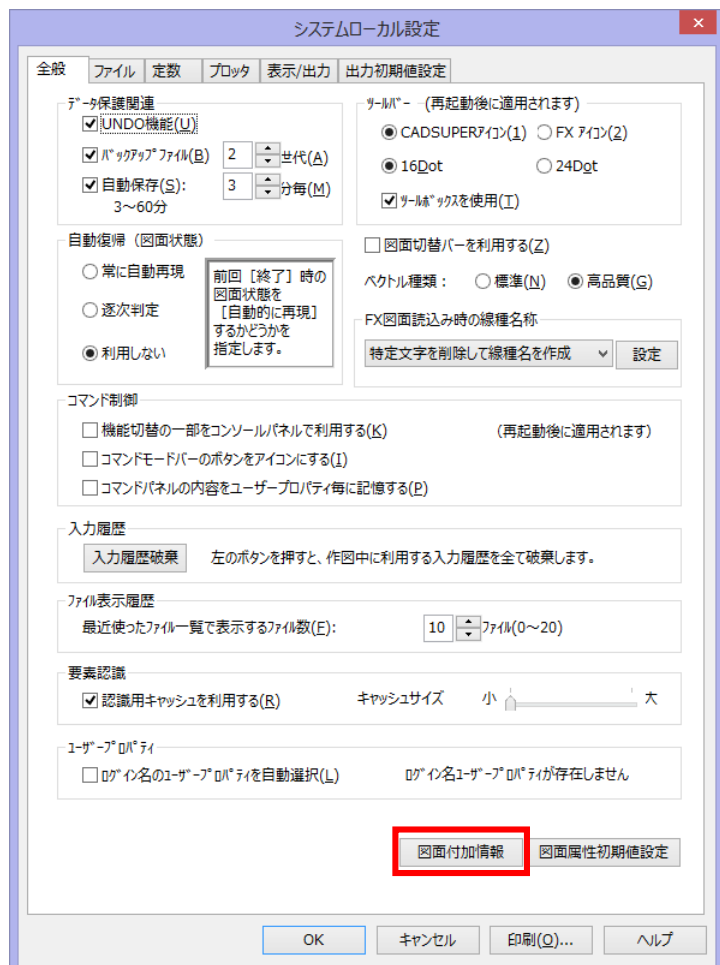 システムローカル設定
全般 ファイル 定数 プロッタ 表示/出力 出力初期値設定
ﾃﾞｰﾀ保護関連
UNDO機能(U)
ﾊﾞｯｸｱｯﾌﾟﾌｧｲﾙ(B) 2 世代(A)
自動保存(S): 3 分毎(M)
3～60分
ﾂｰﾙﾊﾞｰ (再起動後に適用されます)
CADSUPERｱｲｺﾝ(1) FX ｱｲｺﾝ(2)
16Dot 24Dot
ﾂｰﾙﾎﾞｯｸｽを使用(T)
自動復帰（図面状態）
常に自動再現
逐次判定
利用しない
前回［終了］時の
図面状態を
［自動的に再現］
するかどうかを
指定します。
図面切替バーを利用する(Z)
ベクトル種類： 標準(N) 高品質(G)
FX図面読込み時の線種名称
特定文字を削除して線種名を作成 設定
コマンド制御
機能切替の一部をコンソールパネルで利用する(K) (再起動後に適用されます)
コマンドモードバーのボタンをアイコンにする(I)
コマンドパネルの内容をユーザープロパティ毎に記憶する(P)
入力履歴
入力履歴破棄 左のボタンを押すと、作図中に利用する入力履歴を全て破棄します。
ﾌｧｲﾙ表示履歴
最近使ったﾌｧｲﾙ一覧で表示するﾌｧｲﾙ数(F): 10 ﾌｧｲﾙ(0～20)
要素認識
認識用キャッシュを利用する(R) キャッシュサイズ 小 大
ﾕｰｻﾞｰﾌﾟﾛﾊﾟﾃｨ
ﾛｸﾞｲﾝ名のﾕｰｻﾞｰﾌﾟﾛﾊﾟﾃｨを自動選択(L) ﾛｸﾞｲﾝ名ﾕｰｻﾞｰﾌﾟﾛﾊﾟﾃｨが存在しません
図面付加情報 図面属性初期値設定
OK キャンセル 印刷(O)... ヘルプ